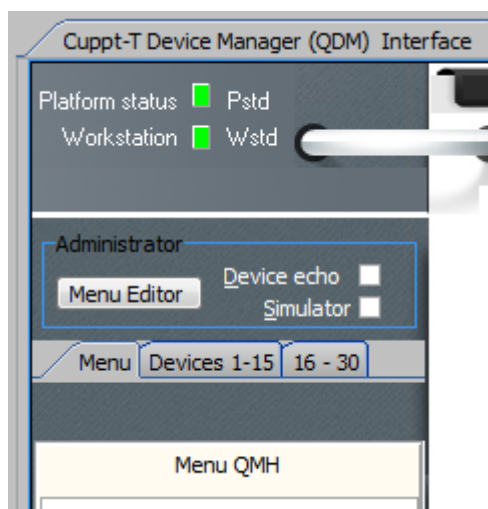 Cuppt-T Device Manager (QDM) Interface
Platform status Pstd
Workstation Wstd
Administrator
Menu Editor
Device echo
Simulator
Menu Devices 1-15 16 - 30
Menu QMH